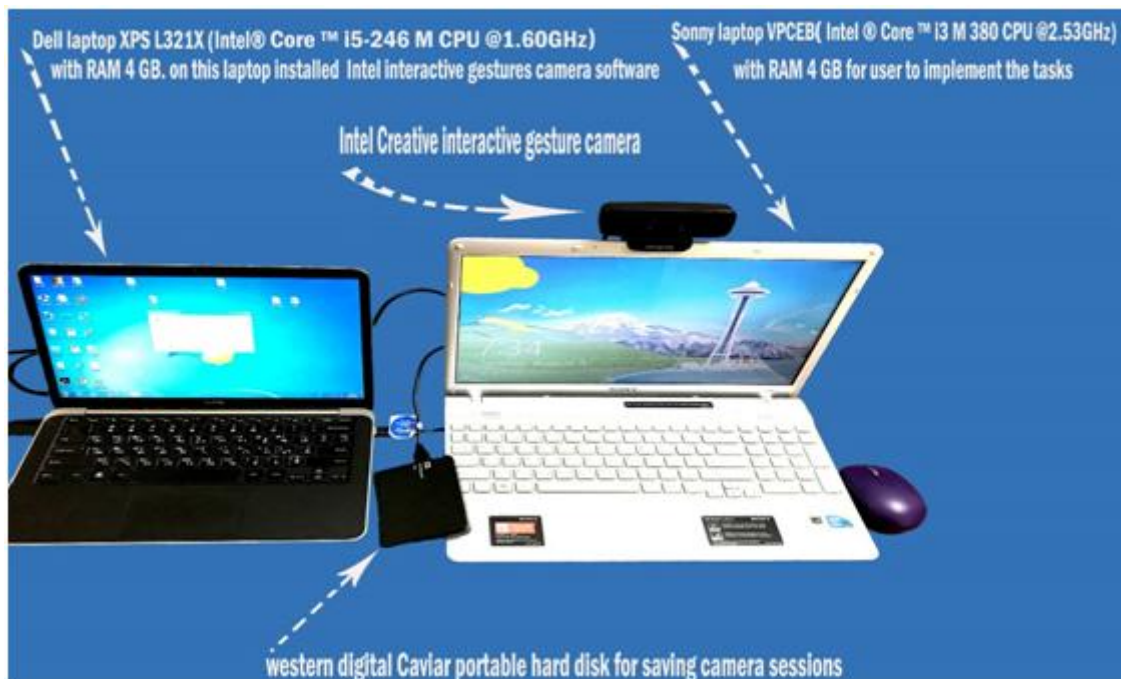 Dell laptop XPS L321X (Intel® Core ™ i5-246 M CPU @1.60GHz)
with RAM 4 GB. on this laptop installed Intel interactive gestures camera software
Sonny laptop VPCEB( Intel ® Core ™ i3 M 380 CPU @2.53GHz)
with RAM 4 GB for user to implement the tasks
Intel Creative interactive gesture camera
western digital Caviar portable hard disk for saving camera sessions